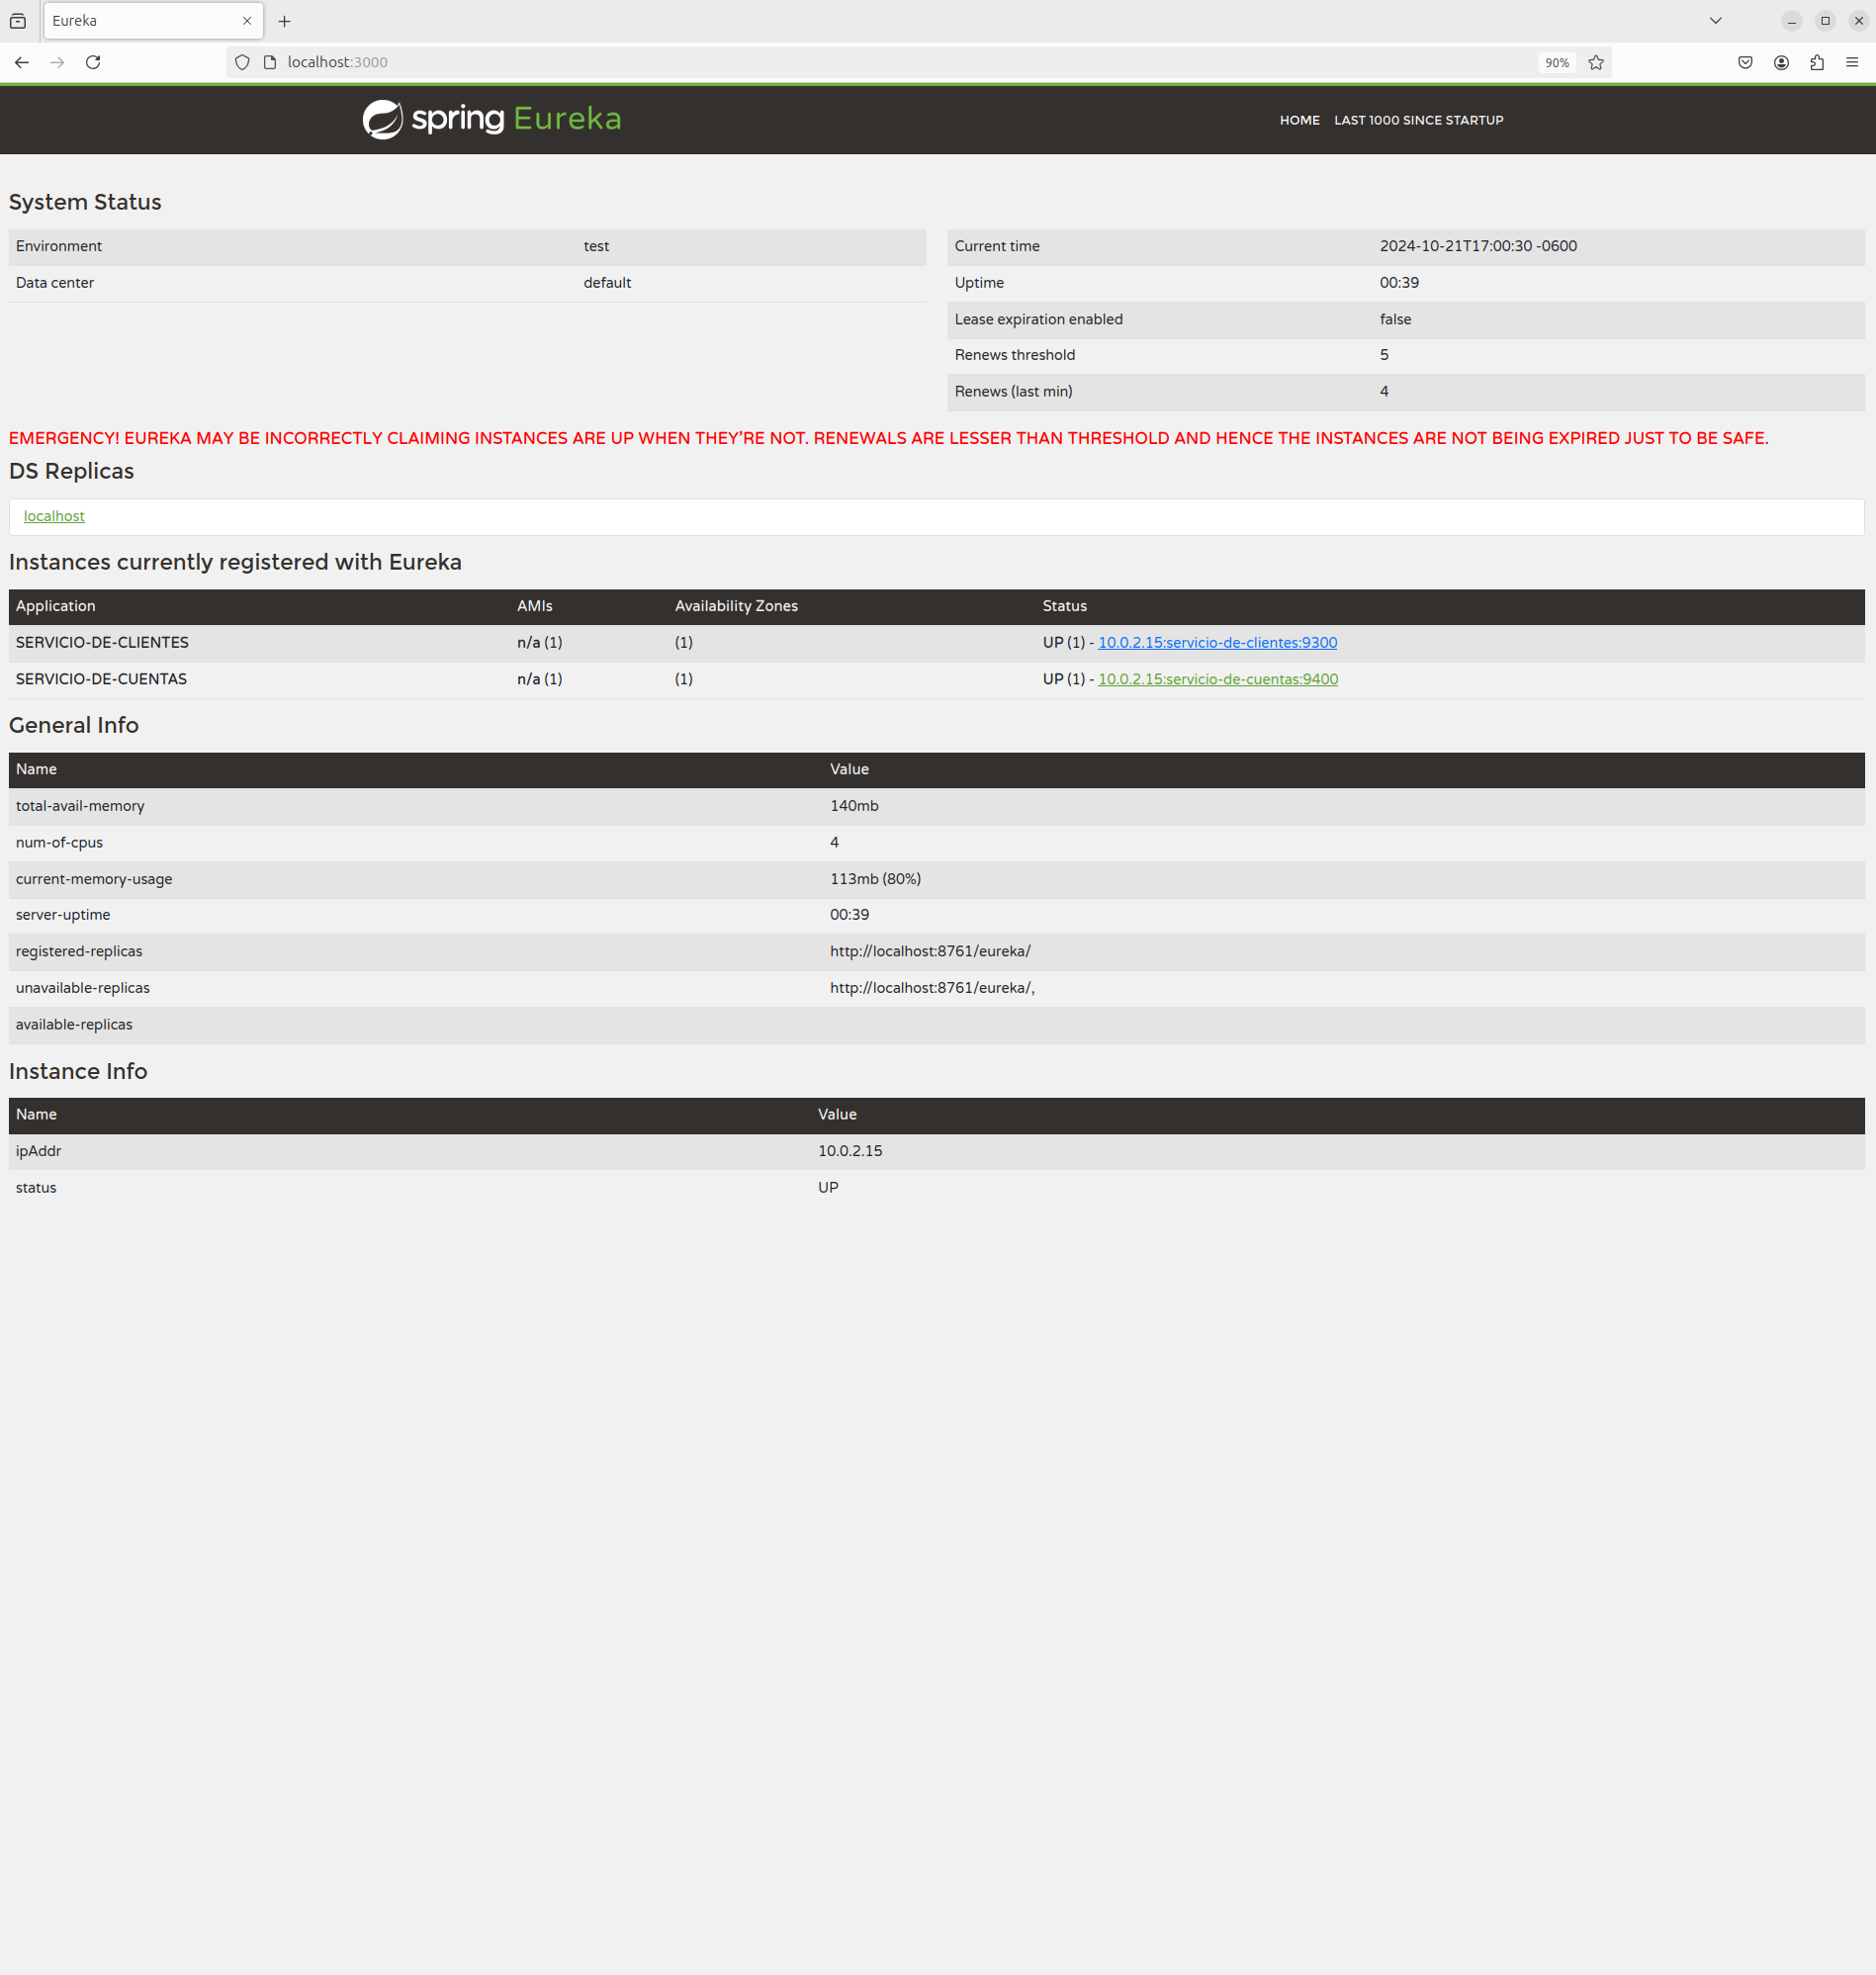 Eureka
localhost:3000
90%
spring Eureka
HOME LAST 1000 SINCE STARTUP
System Status
Environment test
Data center default
Current time 2024-10-21T17:00:30 -0600
Uptime 00:39
Lease expiration enabled false
Renews threshold 5
Renews (last min) 4
EMERGENCY! EUREKA MAY BE INCORRECTLY CLAIMING INSTANCES ARE UP WHEN THEY'RE NOT. RENEWALS ARE LESSER THAN THRESHOLD AND HENCE THE INSTANCES ARE NOT BEING EXPIRED JUST TO BE SAFE.
DS Replicas
localhost
Instances currently registered with Eureka
Application AMIs Availability Zones Status
SERVICIO-DE-CLIENTES n/a (1) (1) UP (1) - 10.0.2.15:servicio-de-clientes:9300
SERVICIO-DE-CUENTAS n/a (1) (1) UP (1) - 10.0.2.15:servicio-de-cuentas:9400
General Info
Name Value
total-avail-memory 140mb
num-of-cpus 4
current-memory-usage 113mb (80%)
server-uptime 00:39
registered-replicas http://localhost:8761/eureka/
unavailable-replicas http://localhost:8761/eureka/,
available-replicas
Instance Info
Name Value
ipAddr 10.0.2.15
status UP